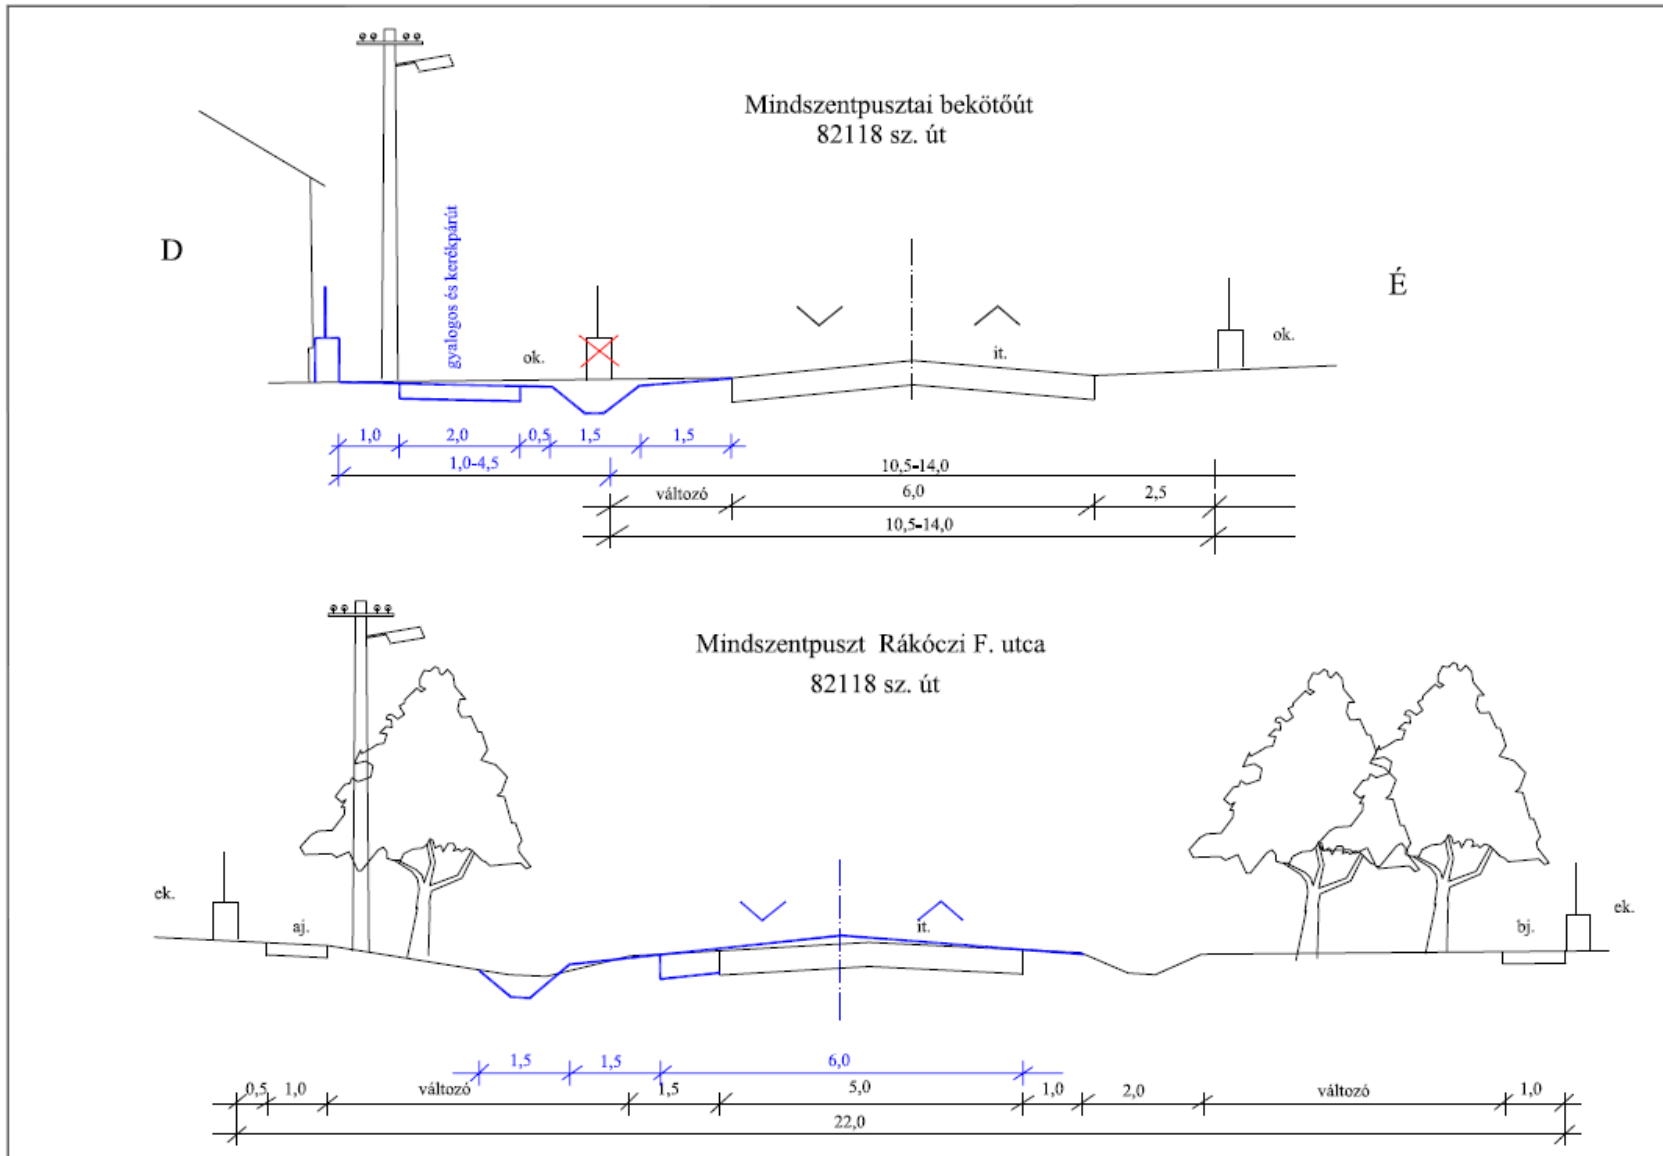 Mindszentpusztai bekötőút
82118 sz. út
D
É
gyalogos és kerékpárút
ok.
it.
ok.
1,0 2,0 0,5 1,5 1,5
1,0-4,5 10,5-14,0
változó 6,0 2,5
10,5-14,0
Mindszentpuszt Rákóczi F. utca
82118 sz. út
ek.
aj.
it.
bj.
ek.
1,5 1,5 6,0
0,5 1,0 változó 1,5 5,0 1,0 2,0 változó 1,0
22,0